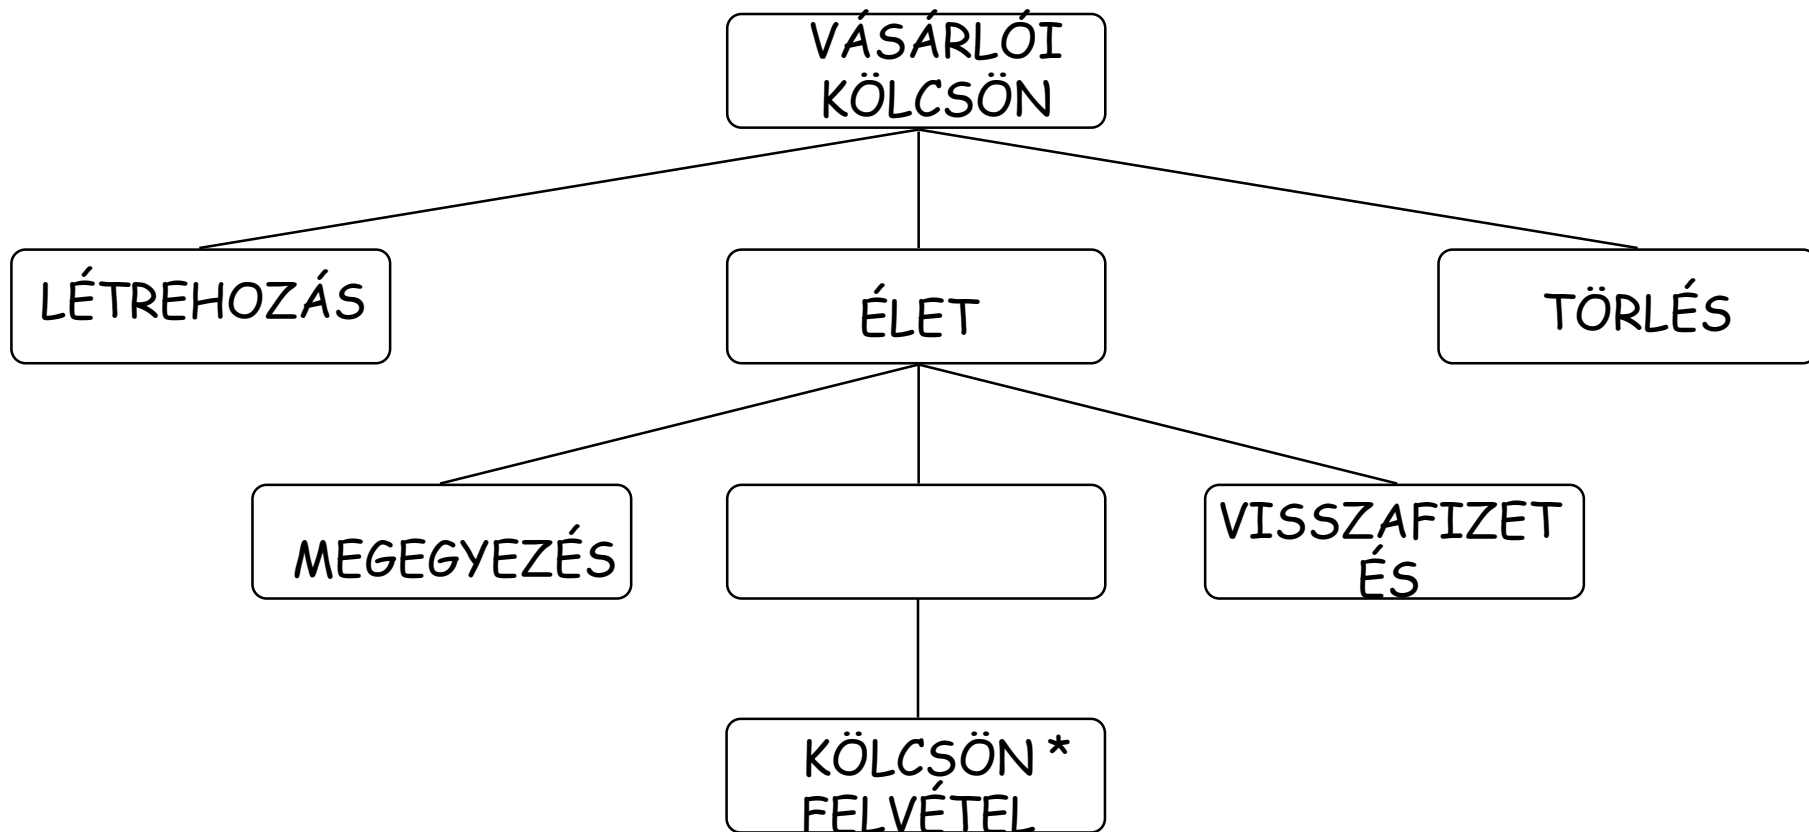 VÁSÁRLÓI
KÖLCSÖN
LÉTREHOZÁS
ÉLET
TÖRLÉS
MEGEGYEZÉS
VISSZAFIZET
ÉS
KÖLCSÖN *
FELVÉTEL